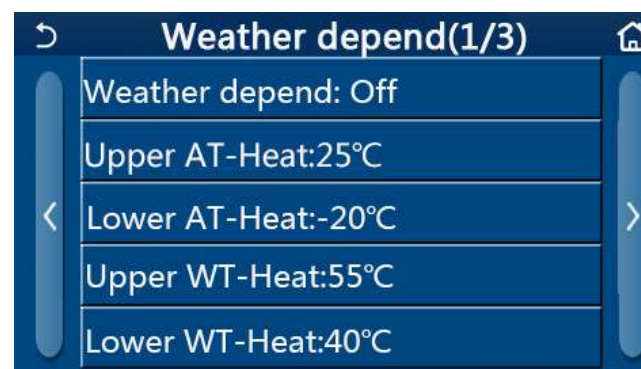 Weather depend(1/3)
Weather depend: Off
Upper AT-Heat:25℃
Lower AT-Heat:-20℃
Upper WT-Heat:55℃
Lower WT-Heat:40℃